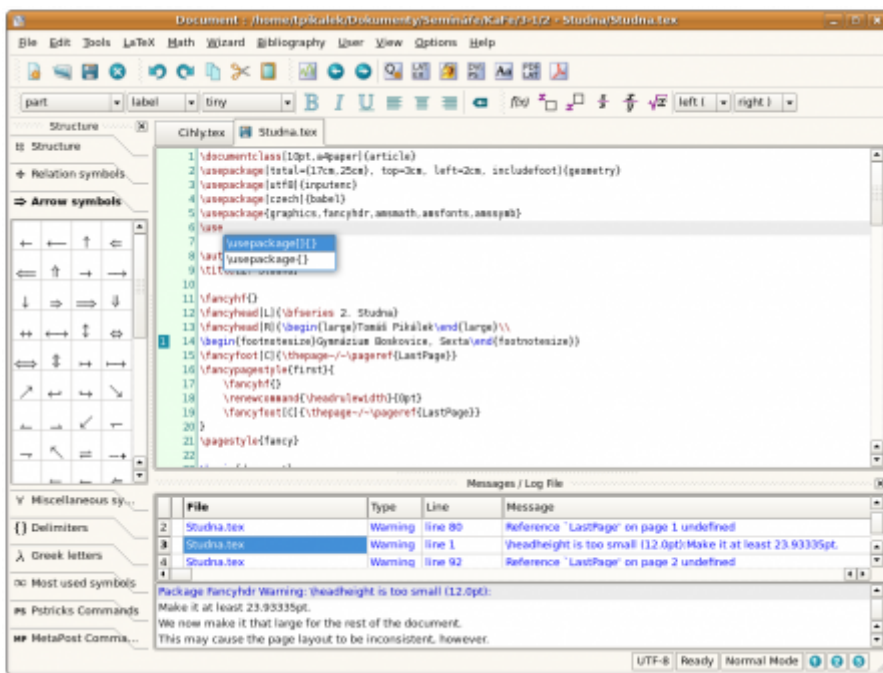 Document : /home/tpikalek/Dokumenty/Semináře/KaFe/3-1/2 - Studna/Studna.tex
File Edit Tools LaTeX Math Wizard Bibliography User View Options Help
part label tiny left ( right )
Structure
Structure
Relation symbols
Arrow symbols
Miscellaneous sy...
{} Delimiters
λ Greek letters
Most used symbols
PS Pstricks Commands
MP MetaPost Comma...
Cihly.tex Studna.tex
1 \documentclass[10pt,a4paper]{article}
2 \usepackage[total={17cm,25cm}, top=3cm, left=2cm, includefoot]{geometry}
3 \usepackage[utf8]{inputenc}
4 \usepackage[czech]{babel}
5 \usepackage{graphics,fancyhdr,amsmath,amsfonts,amssymb}
6 \use
\usepackage[]{}
\usepackage{}
7
8 \aut
9
10
11 \fancyhf{}
12 \fancyhead[L]{\bfseries 2. Studna}
13 \fancyhead[R]{\begin{large}Tomáš Pikálek\end{large}\\
14 \begin{footnotesize}Gymnázium Boskovice, Sexta\end{footnotesize}}
15 \fancyfoot[C]{\thepage~/~\pageref{LastPage}}
16 \fancypagestyle{first}{
17 \fancyhf{}
18 \renewcommand{\headrulewidth}{0pt}
19 \fancyfoot[C]{\thepage~/~\pageref{LastPage}}
20 }
21 \pagestyle{fancy}
22
Messages / Log File
File Type Line Message
2 Studna.tex Warning line 80 Reference `LastPage' on page 1 undefined
3 Studna.tex Warning line 1 \headheight is too small (12.0pt):Make it at least 23.93335pt.
4 Studna.tex Warning line 92 Reference `LastPage' on page 2 undefined
Package Fancyhdr Warning: \headheight is too small (12.0pt):
Make it at least 23.93335pt.
We now make it that large for the rest of the document.
This may cause the page layout to be inconsistent, however.
UTF-8 Ready Normal Mode 1 2 3